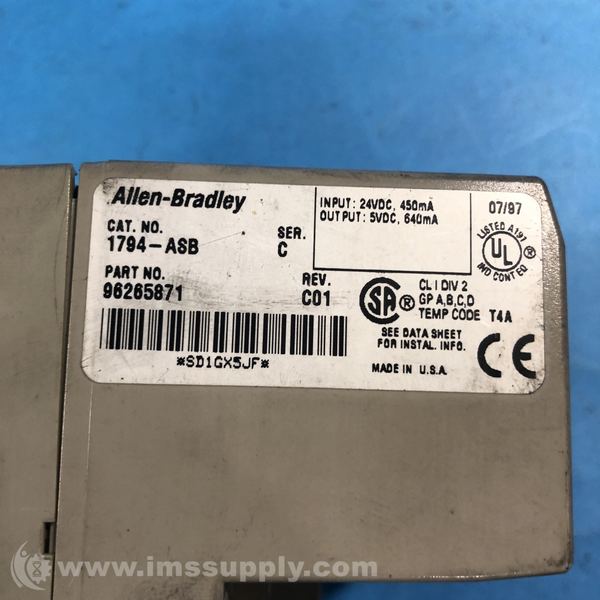 Allen-Bradley
CAT. NO.
1794-ASB
SER.
C
PART NO.
96265871
REV.
C01
*SD1GX5JF*
INPUT: 24VDC, 450mA
OUTPUT: 5VDC, 640mA
07/97
LISTED A197
UL
IND CONT EQ
SA
CL I DIV 2
GP A,B,C,D
TEMP CODE T4A
SEE DATA SHEET
FOR INSTAL. INFO.
MADE IN U.S.A.
CE
www.imssupply.com